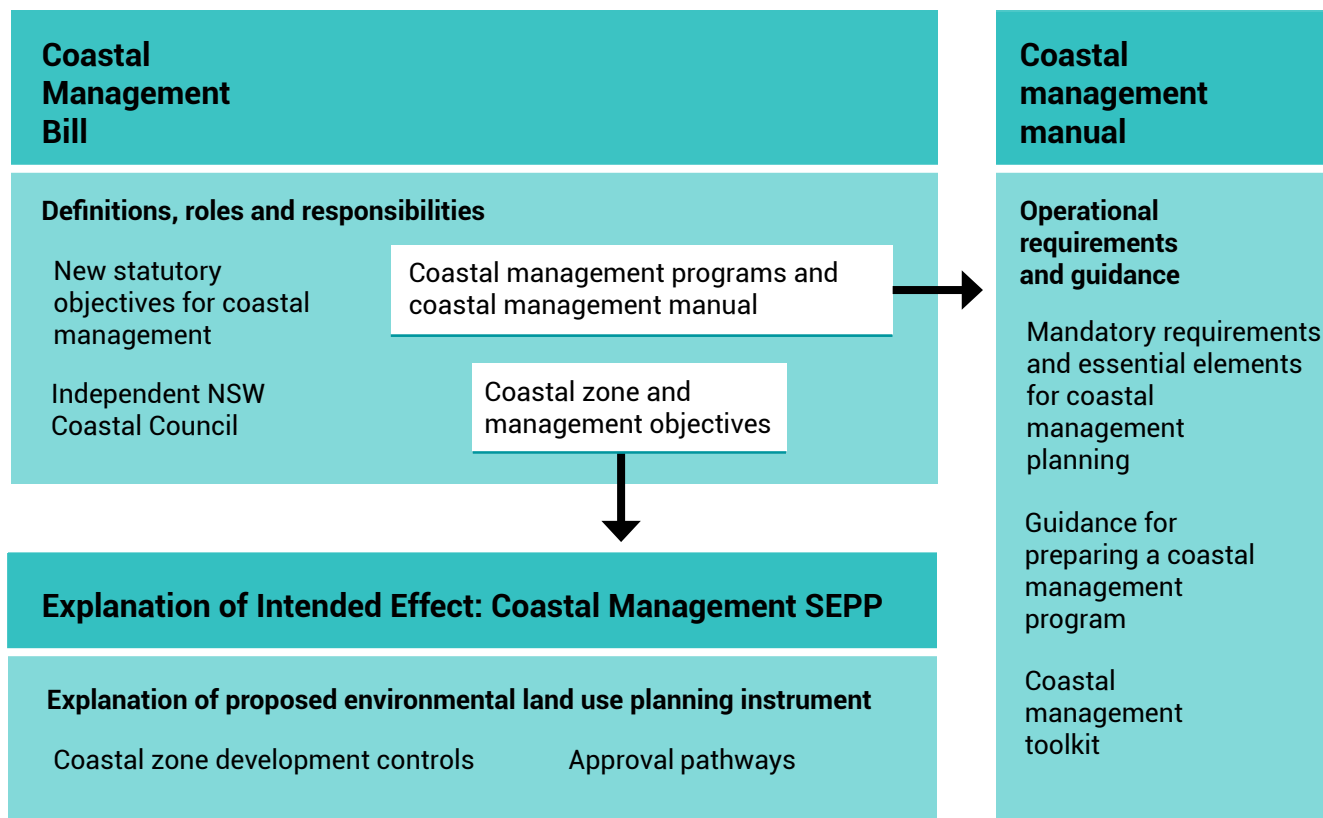 Coastal
Management
Bill
Definitions, roles and responsibilities
New statutory
objectives for coastal
management
Independent NSW
Coastal Council
Coastal management programs and
coastal management manual
Coastal zone and
management objectives
Explanation of Intended Effect: Coastal Management SEPP
Explanation of proposed environmental land use planning instrument
Coastal zone development controls
Approval pathways
Coastal
management
manual
Operational
requirements
and guidance
Mandatory requirements
and essential elements
for coastal
management
planning
Guidance for
preparing a coastal
management
program
Coastal
management
toolkit